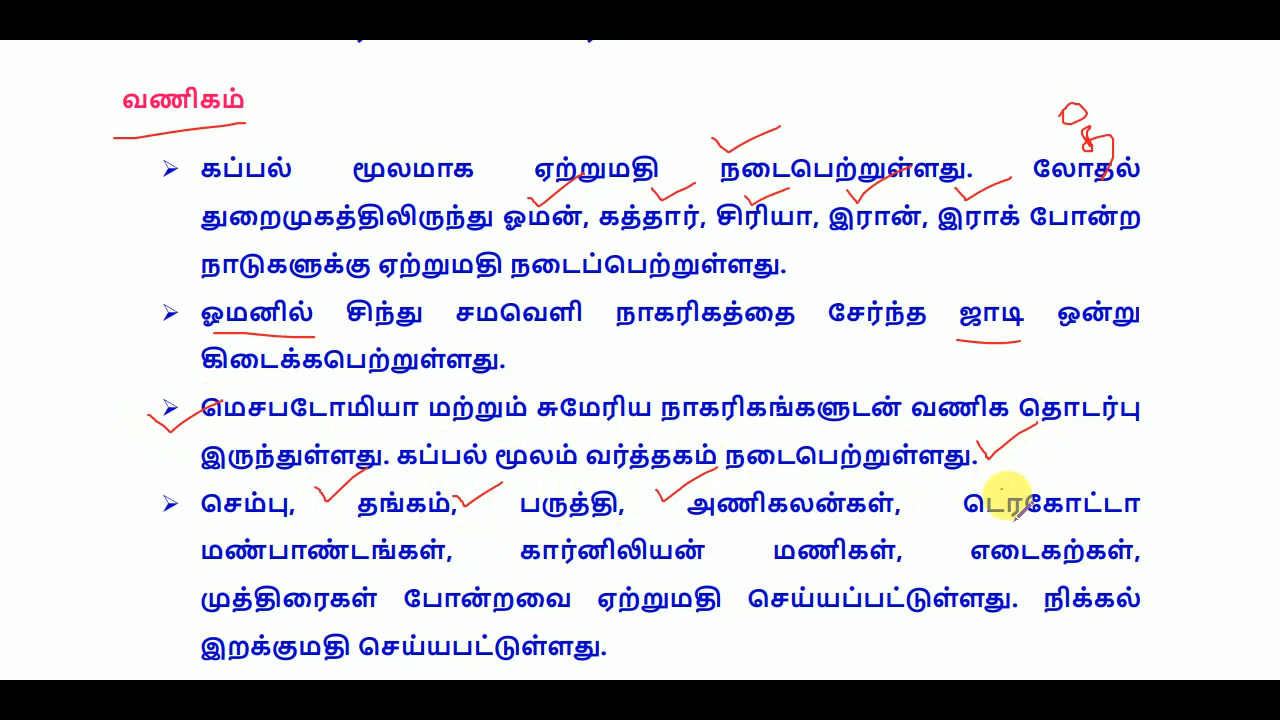 வணிகம்
கப்பல் மூலமாக ஏற்றுமதி நடைபெற்றுள்ளது. லோதல்
துறைமுகத்திலிருந்து ஓமன், கத்தார், சிரியா, இரான், இராக் போன்ற
நாடுகளுக்கு ஏற்றுமதி நடைப்பெற்றுள்ளது.
ஓமனில் சிந்து சமவெளி நாகரிகத்தை சேர்ந்த ஜாடி ஒன்று
கிடைக்கபெற்றுள்ளது.
மெசபடோமியா மற்றும் சுமேரிய நாகரிகங்களுடன் வணிக தொடர்பு
இருந்துள்ளது. கப்பல் மூலம் வர்த்தகம் நடைபெற்றுள்ளது.
செம்பு, தங்கம், பருத்தி, அணிகலன்கள், டெரகோட்டா
மண்பாண்டங்கள், கார்னிலியன் மணிகள், எடைகற்கள்,
முத்திரைகள் போன்றவை ஏற்றுமதி செய்யப்பட்டுள்ளது. நிக்கல்
இறக்குமதி செய்யபட்டுள்ளது.